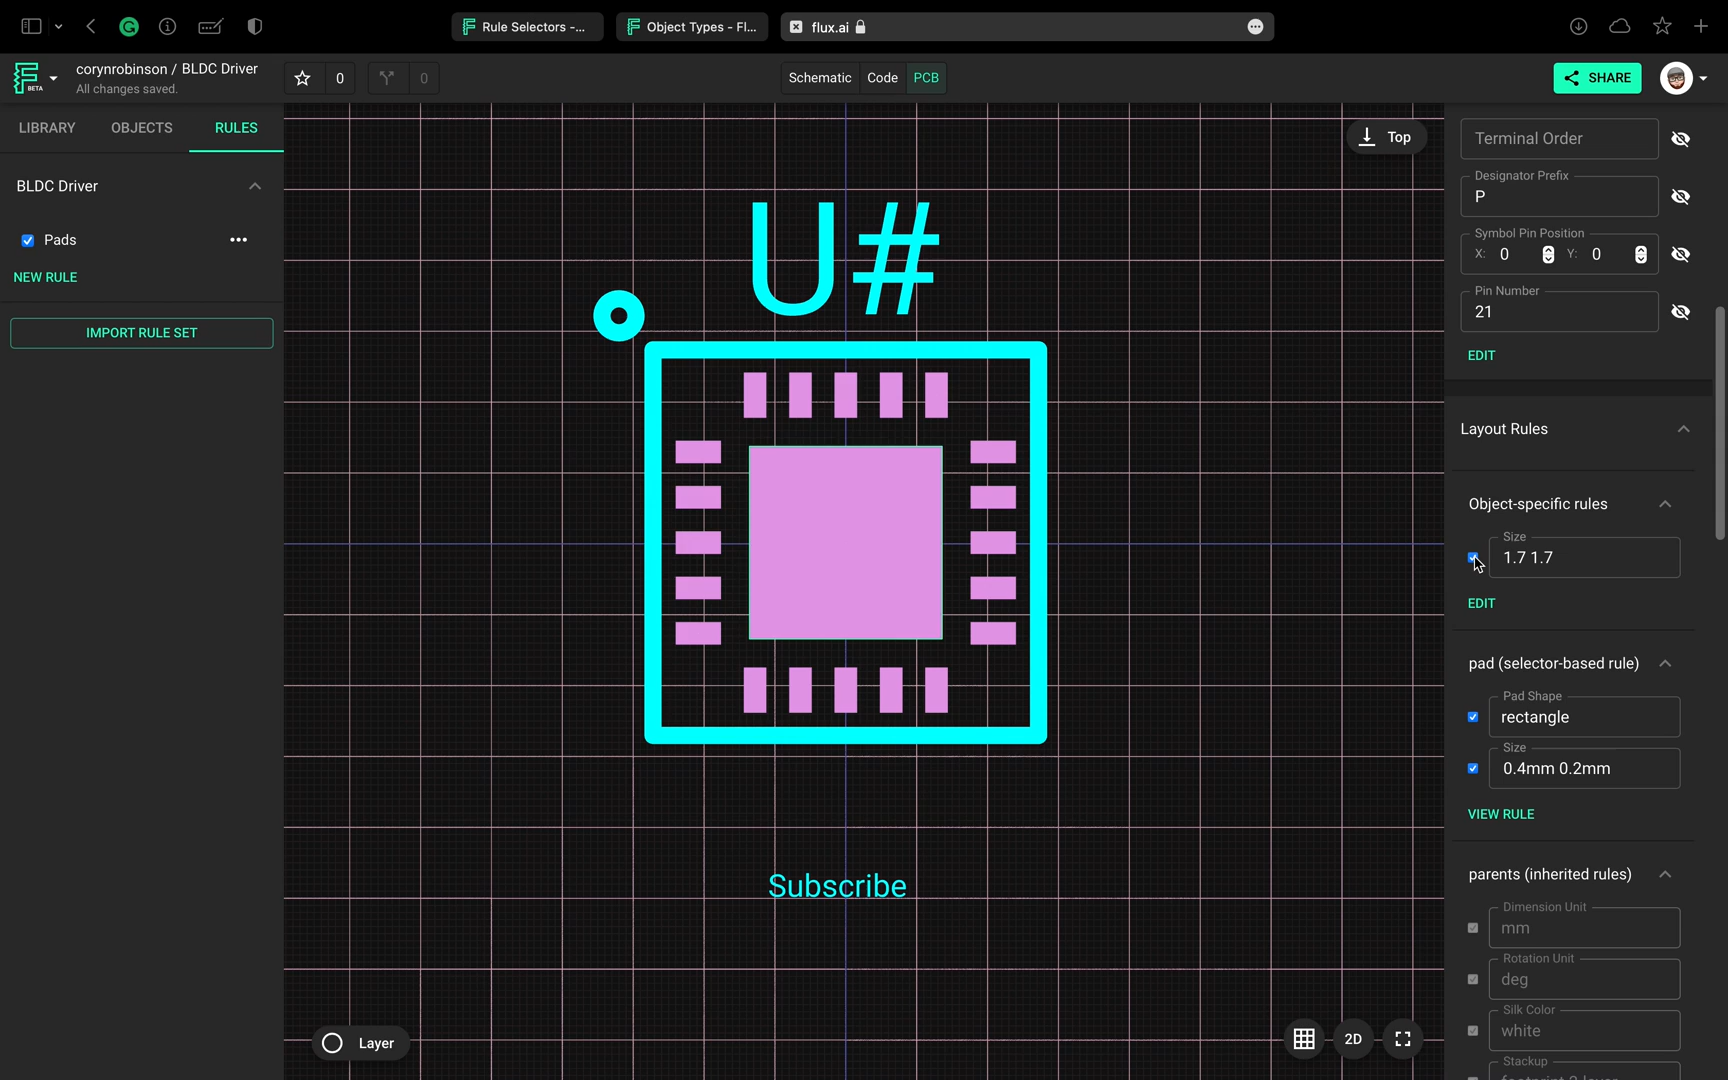 Rule Selectors -...
Object Types - Fl...
flux.ai
BETA
corynrobinson / BLDC Driver
All changes saved.
0
0
Schematic
Code
PCB
SHARE
LIBRARY
OBJECTS
RULES
BLDC Driver
Pads
NEW RULE
IMPORT RULE SET
Top
U#
Subscribe
Layer
2D
Terminal Order
Designator Prefix
P
Symbol Pin Position
X: 0 Y: 0
Pin Number
21
EDIT
Layout Rules
Object-specific rules
Size
1.7 1.7
EDIT
pad (selector-based rule)
Pad Shape
rectangle
Size
0.4mm 0.2mm
VIEW RULE
parents (inherited rules)
Dimension Unit
mm
Rotation Unit
deg
Silk Color
white
Stackup